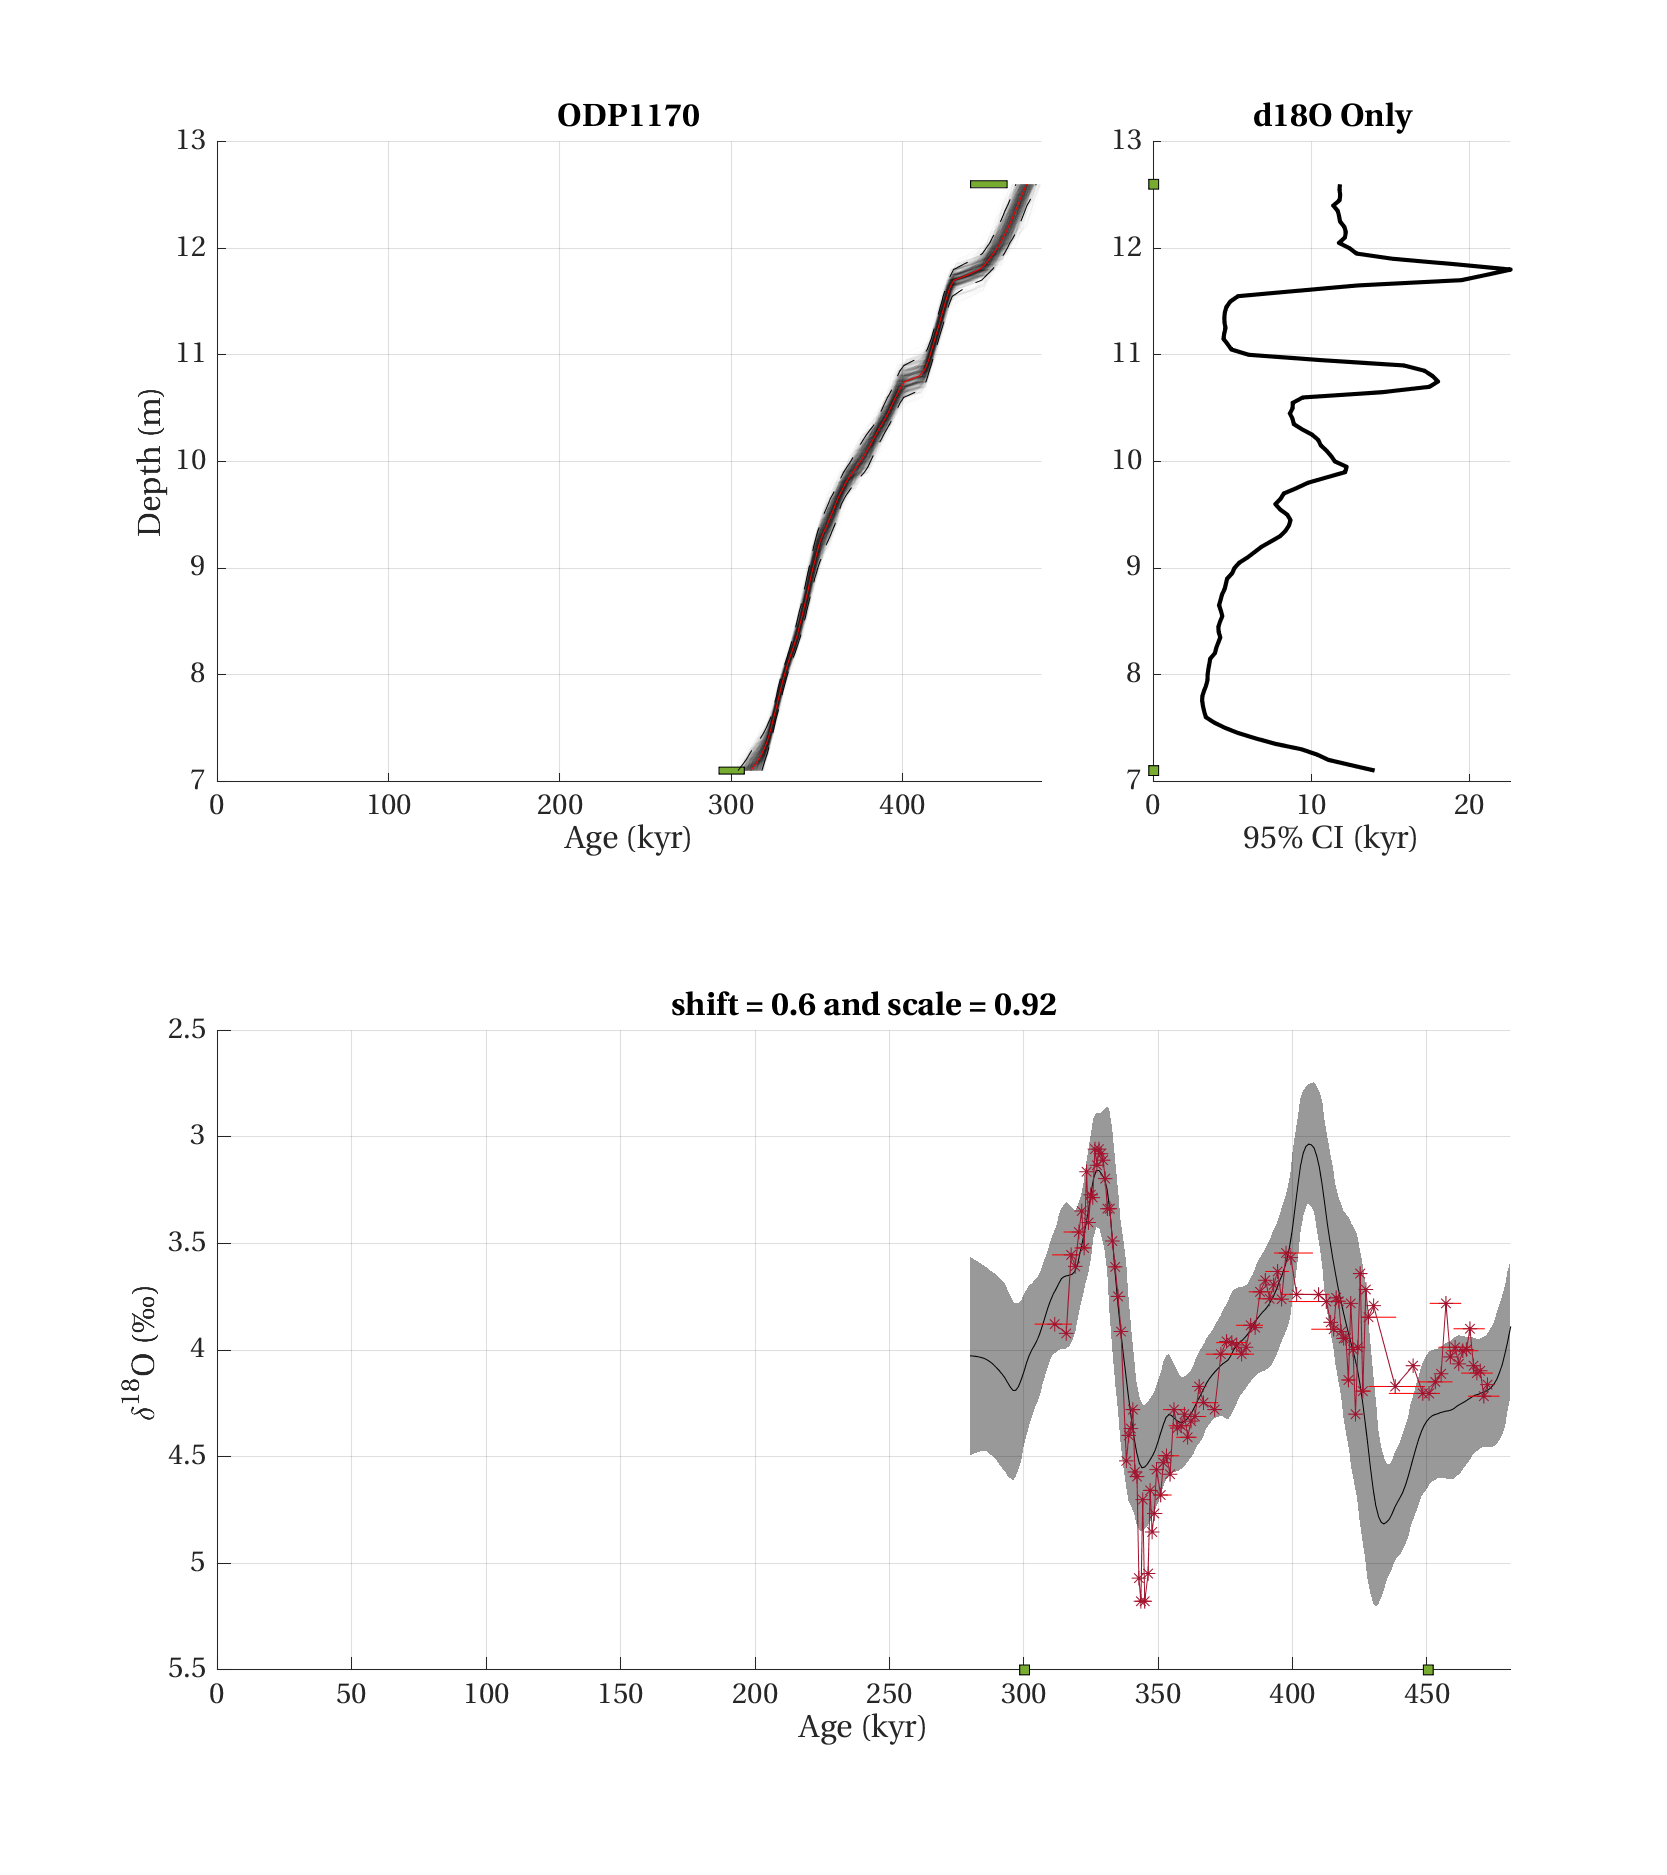 ODP1170
13
12
11
10
9
8
7
Depth (m)
0 100 200 300 400
Age (kyr)
d18O Only
13
12
11
10
9
8
7
0 10 20
95% CI (kyr)
shift = 0.6 and scale = 0.92
2.5
3
3.5
4
4.5
5
5.5
δ¹⁸O (‰)
0 50 100 150 200 250 300 350 400 450
Age (kyr)